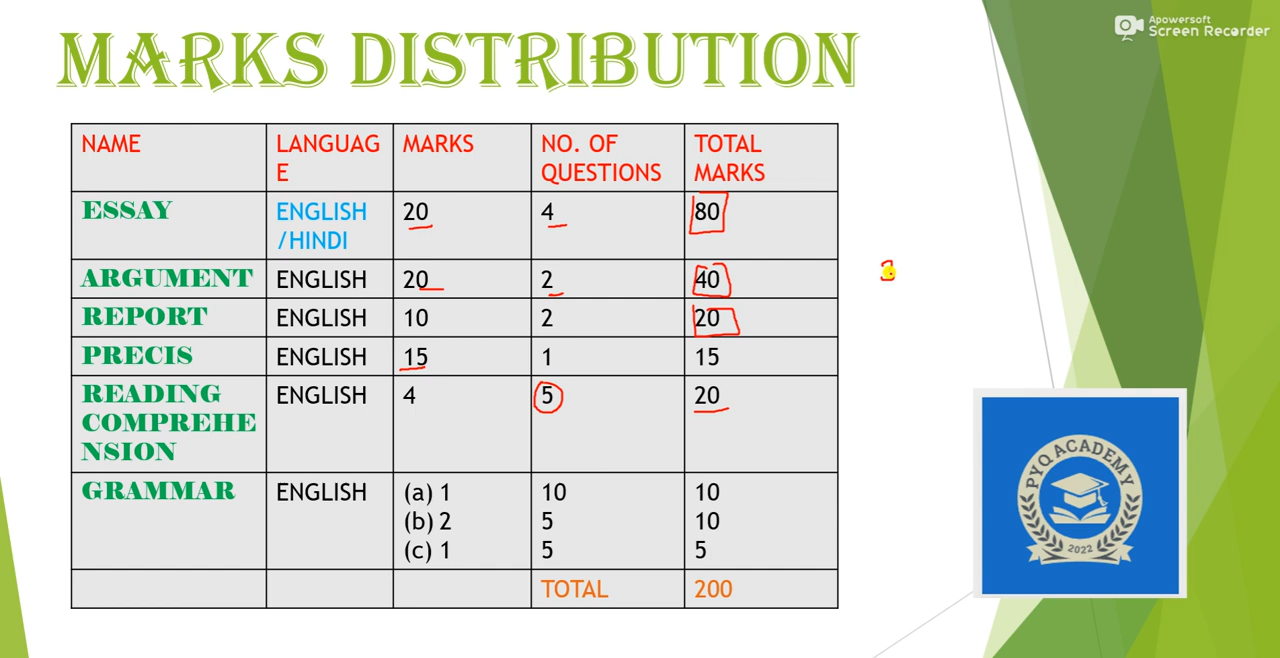 Apowersoft
Screen Recorder
MARKS DISTRIBUTION
NAME LANGUAG MARKS NO. OF TOTAL
E QUESTIONS MARKS
ESSAY ENGLISH 20 4 80
/HINDI
ARGUMENT ENGLISH 20 2 40
REPORT ENGLISH 10 2 20
PRECIS ENGLISH 15 1 15
READING ENGLISH 4 5 20
COMPREHE
NSION
GRAMMAR ENGLISH (a) 1 10 10
(b) 2 5 10
(c) 1 5 5
TOTAL 200
PYQ ACADEMY
2022